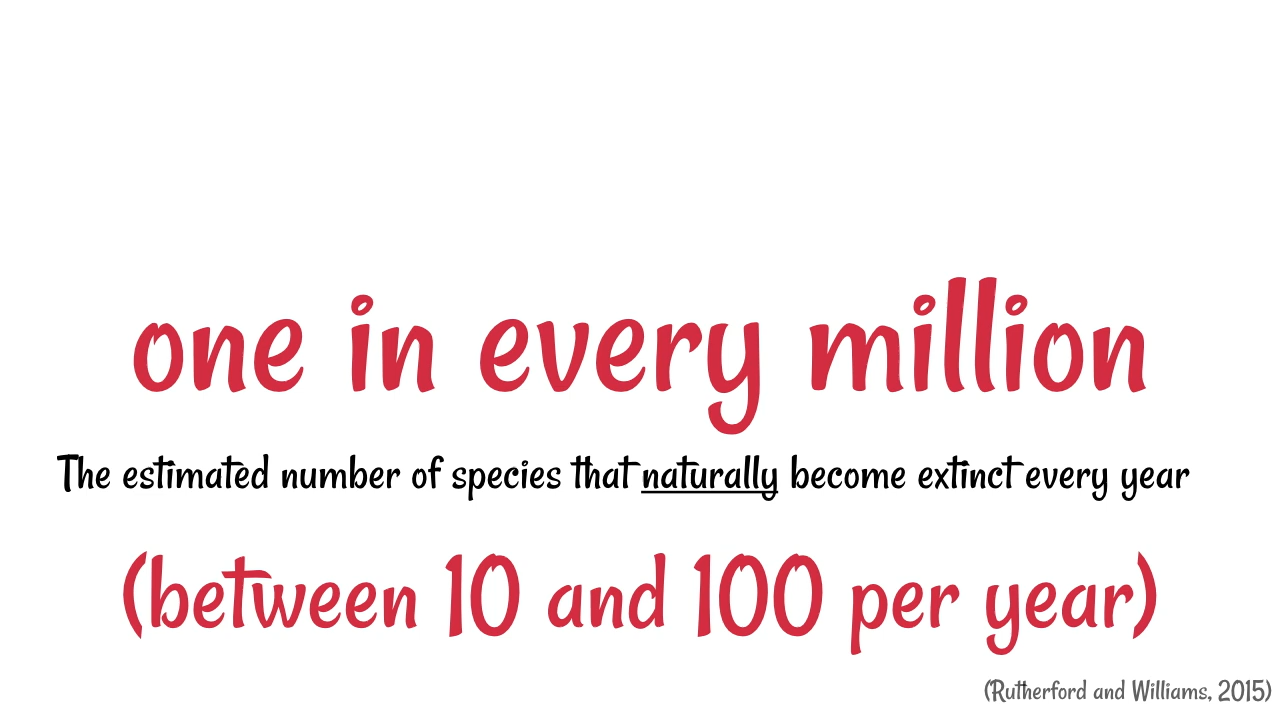 one in every million
The estimated number of species that naturally become extinct every year
(between 10 and 100 per year)
(Rutherford and Williams, 2015)